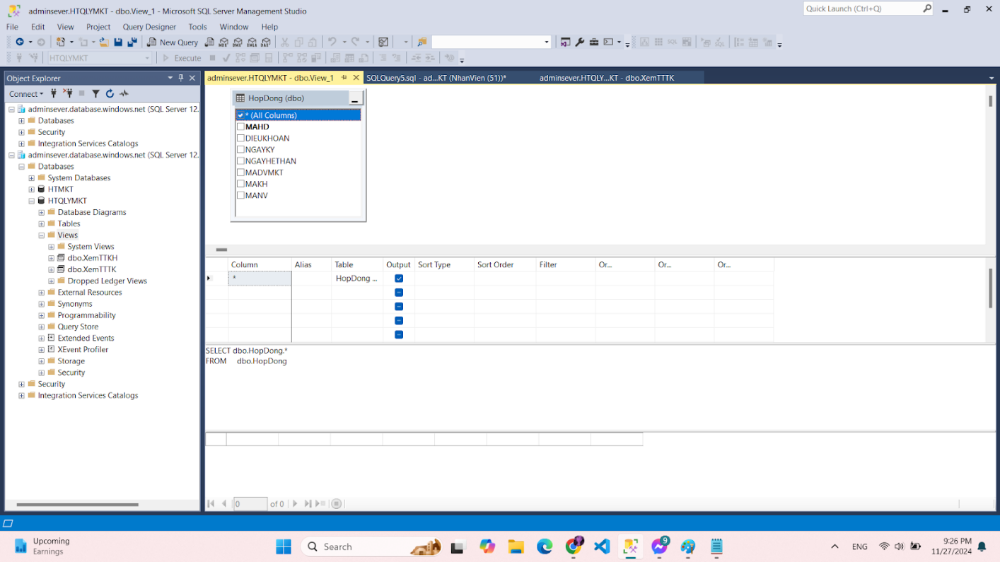 adminsever.HTQLYMKT - dbo.View_1 - Microsoft SQL Server Management Studio
Quick Launch (Ctrl+Q)
File Edit View Project Query Designer Tools Window Help
New Query MDX DMX XMLA DAX
HTQLYMKT Execute
Object Explorer
Connect
adminsever.database.windows.net (SQL Server 12.
Databases
Security
Integration Services Catalogs
adminsever.database.windows.net (SQL Server 12.
Databases
System Databases
HTMKT
HTQLYMKT
Database Diagrams
Tables
Views
System Views
dbo.XemTTKH
dbo.XemTTTK
Dropped Ledger Views
External Resources
Synonyms
Programmability
Query Store
Extended Events
XEvent Profiler
Storage
Security
Security
Integration Services Catalogs
adminsever.HTQLYMKT - dbo.View_1 SQLQuery5.sql - ad...KT (NhanVien (51))* adminsever.HTQLY...KT - dbo.XemTTTK
HopDong (dbo)
* (All Columns)
MAHD
DIEUKHOAN
NGAYKY
NGAYHETHAN
MADVMKT
MAKH
MANV
Column Alias Table Output Sort Type Sort Order Filter Or... Or... Or...
* HopDong ...
SELECT dbo.HopDong.*
FROM dbo.HopDong
0 of 0
Upcoming
Earnings
Search
9
ENG
9:26 PM
11/27/2024